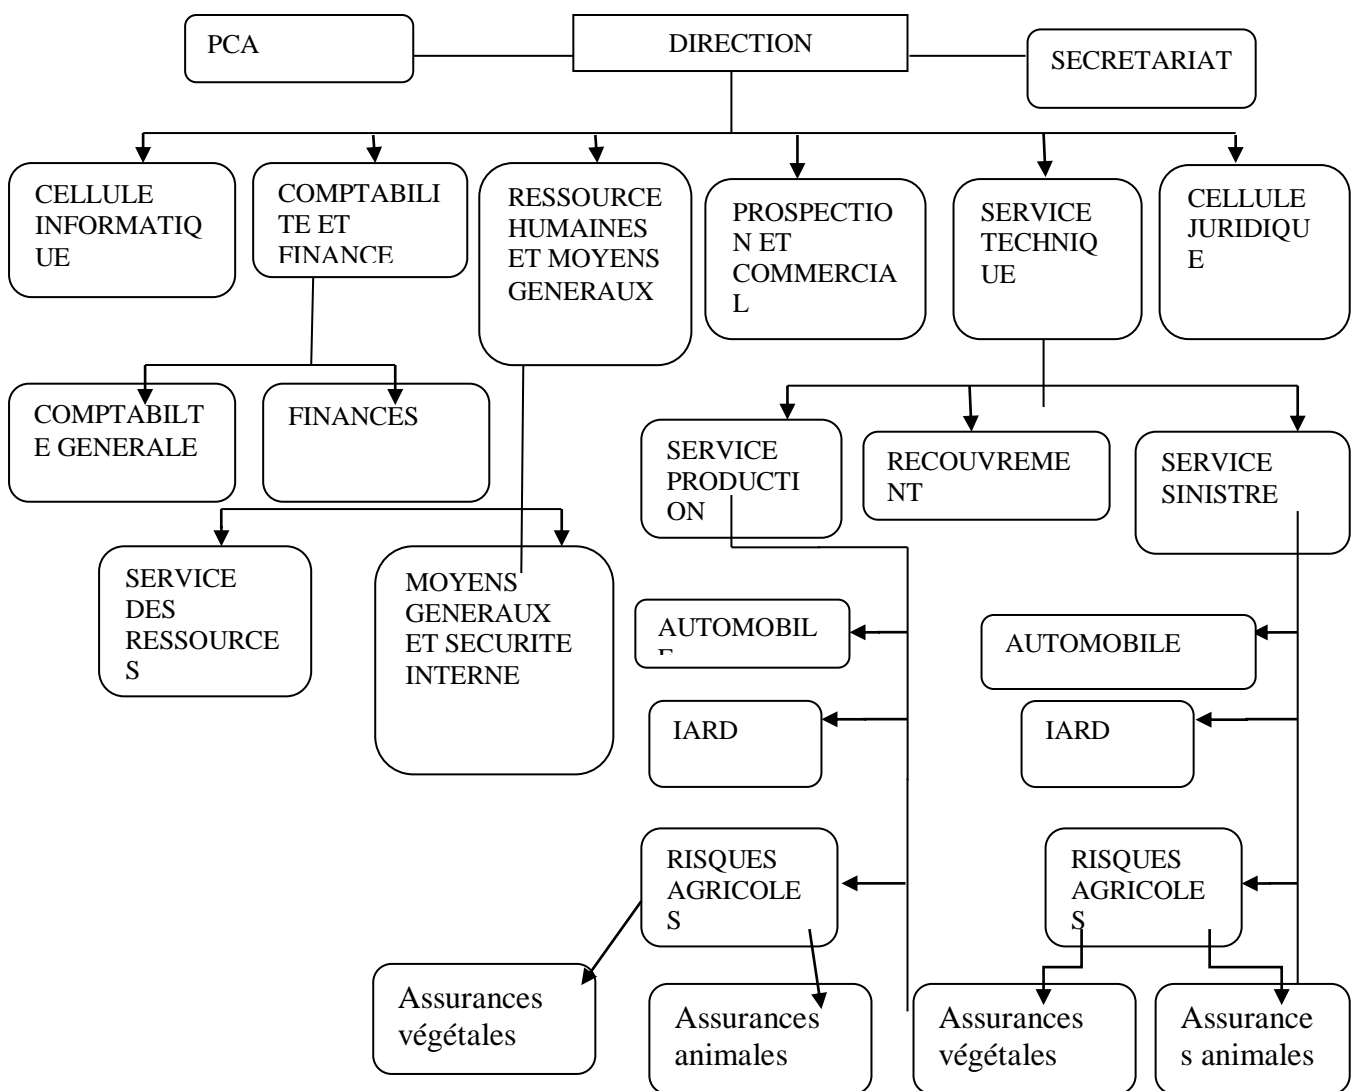 PCA
DIRECTION
SECRETARIAT
CELLULE
INFORMATIQ
UE
COMPTABILI
TE ET
FINANCE
RESSOURCE
HUMAINES
ET MOYENS
GENERAUX
PROSPECTIO
N ET
COMMERCIA
L
SERVICE
TECHNIQ
UE
CELLULE
JURIDIQU
E
COMPTABILT
E GENERALE
FINANCES
SERVICE
PRODUCTI
ON
RECOUVREME
NT
SERVICE
SINISTRE
SERVICE
DES
RESSOURCE
S
MOYENS
GENERAUX
ET SECURITE
INTERNE
AUTOMOBIL
E
AUTOMOBILE
IARD
IARD
RISQUES
AGRICOLE
S
RISQUES
AGRICOLE
S
Assurances
végétales
Assurances
animales
Assurances
végétales
Assurance
s animales